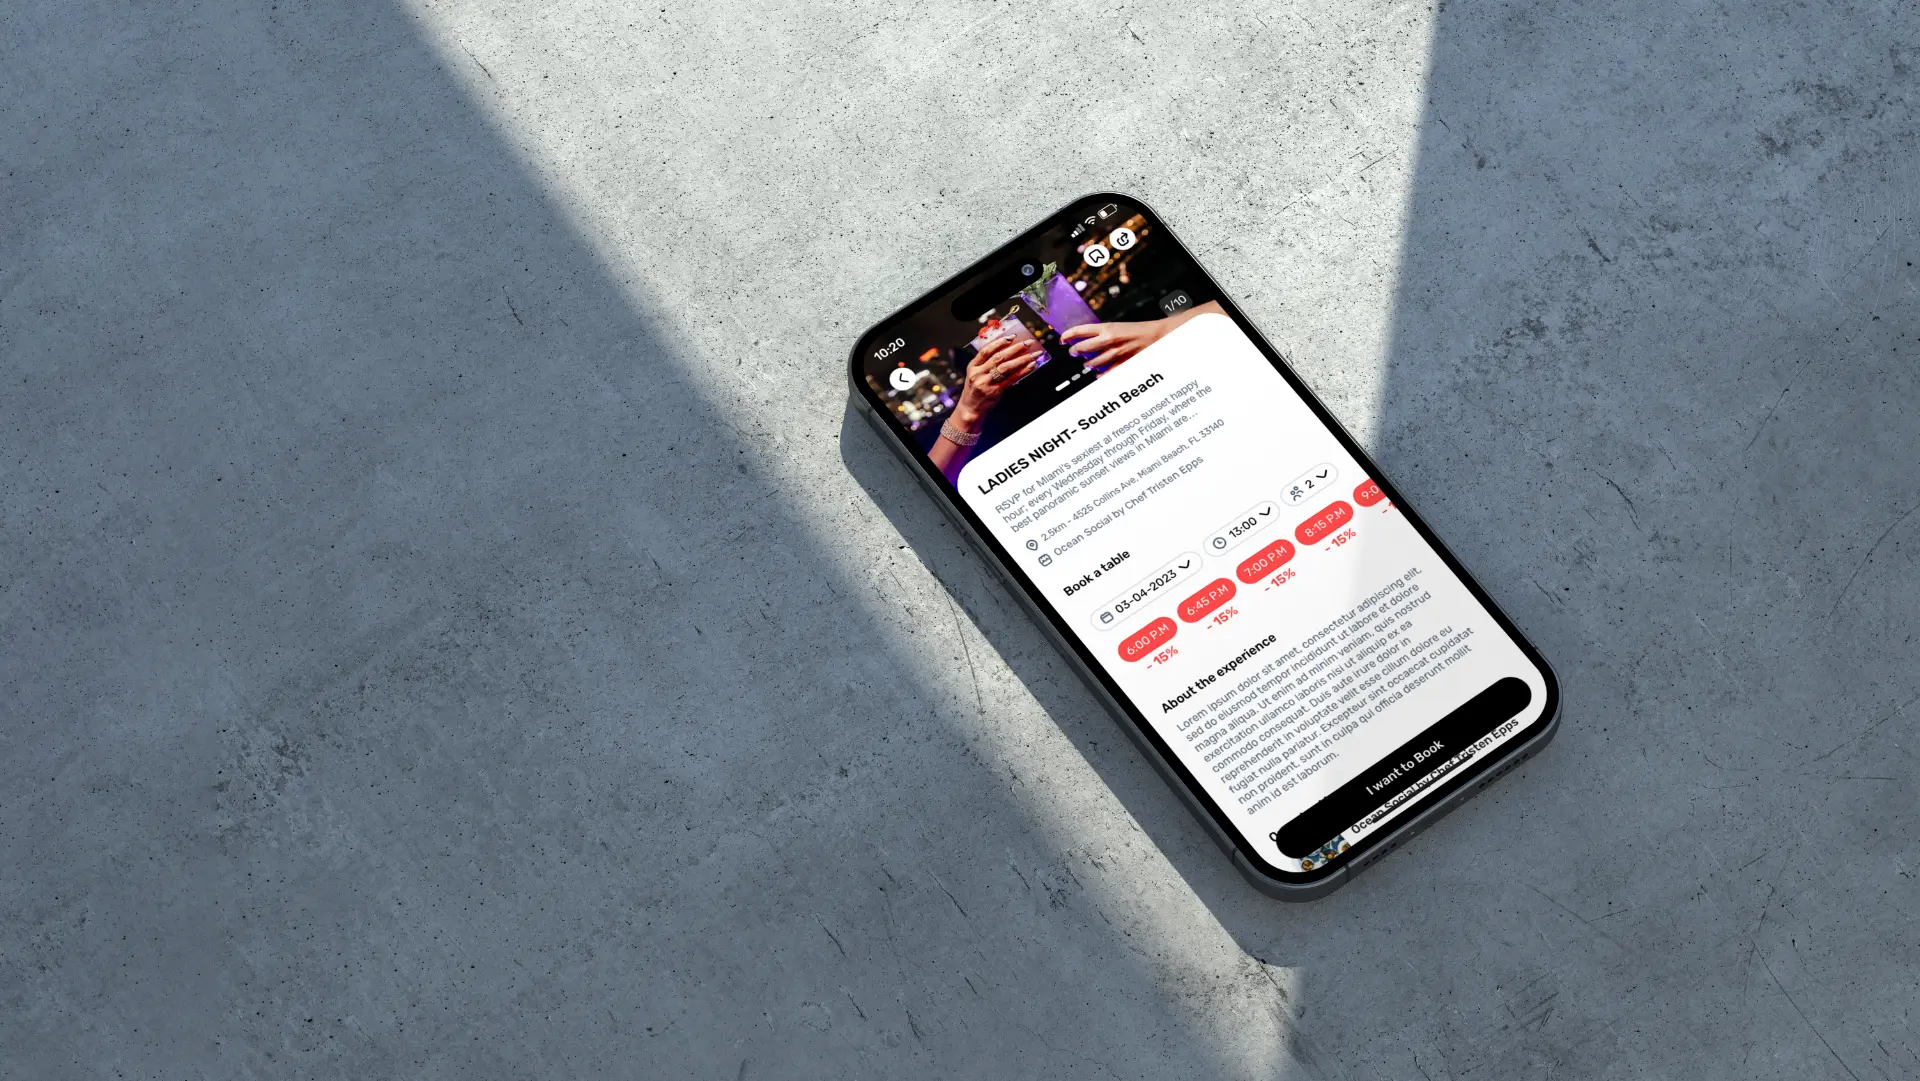 10:20
1/10
LADIES NIGHT- South Beach
RSVP for Miami's sexiest al fresco sunset happy
hour; every Wednesday through Friday, where the
best panoramic sunset views in Miami are...
2,5km - 4525 Collins Ave, Miami Beach, FL 33140
Ocean Social by Chef Tristen Epps
Book a table
03-04-2023
13:00
2
6:00 P.M
6:45 P.M
7:00 P.M
8:15 P.M
9:0
- 15%
- 15%
- 15%
- 15%
- 1
About the experience
Lorem ipsum dolor sit amet, consectetur adipiscing elit,
sed do eiusmod tempor incididunt ut labore et dolore
magna aliqua. Ut enim ad minim veniam, quis nostrud
exercitation ullamco laboris nisi ut aliquip ex ea
commodo consequat. Duis aute irure dolor in
reprehenderit in voluptate velit esse cillum dolore eu
fugiat nulla pariatur. Excepteur sint occaecat cupidatat
non proident, sunt in culpa qui officia deserunt mollit
anim id est laborum.
I want to Book
Ocean Social by Chef Tristen Epps